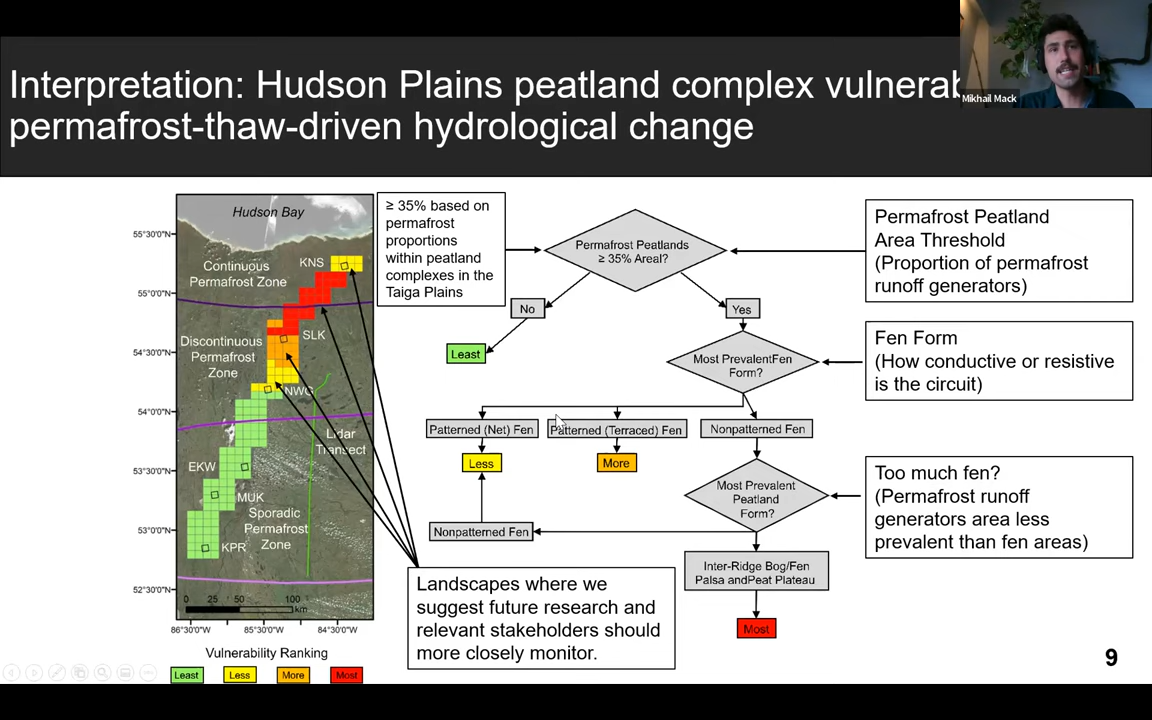 Interpretation: Hudson Plains peatland complex vulnerab
permafrost-thaw-driven hydrological change
Mikhail Mack
Hudson Bay
55°30'0"N
55°0'0"N
54°30'0"N
54°0'0"N
53°30'0"N
53°0'0"N
52°30'0"N
KNS
Continuous
Permafrost Zone
SLK
Discontinuous
Permafrost
Zone
NWG
Lidar
Transect
EKW
MUK
Sporadic
Permafrost
Zone
KPR
0 25 50 100
km
86°30'0"W 85°30'0"W 84°30'0"W
Vulnerability Ranking
Least Less More Most
≥ 35% based on
permafrost
proportions
within peatland
complexes in the
Taiga Plains
Permafrost Peatlands
≥ 35% Areal?
No
Yes
Least
Most PrevalentFen
Form?
Patterned (Net) Fen
Patterned (Terraced) Fen
Nonpatterned Fen
Less
More
Most Prevalent
Peatland
Form?
Nonpatterned Fen
Inter-Ridge Bog/Fen
Palsa andPeat Plateau
Most
Permafrost Peatland
Area Threshold
(Proportion of permafrost
runoff generators)
Fen Form
(How conductive or resistive
is the circuit)
Too much fen?
(Permafrost runoff
generators area less
prevalent than fen areas)
Landscapes where we
suggest future research and
relevant stakeholders should
more closely monitor.
9